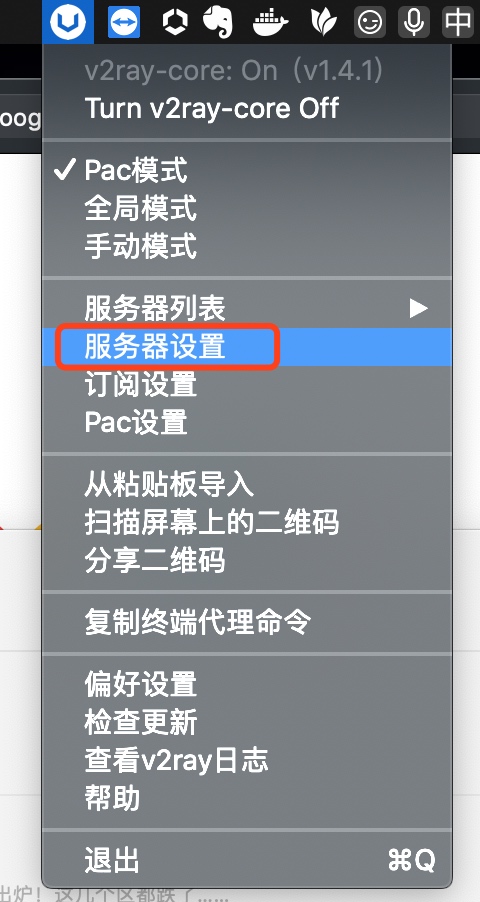 中
v2ray-core: On（v1.4.1）
Turn v2ray-core Off
oog
Pac模式
全局模式
手动模式
服务器列表
服务器设置
订阅设置
Pac设置
从粘贴板导入
扫描屏幕上的二维码
分享二维码
复制终端代理命令
偏好设置
检查更新
查看v2ray日志
帮助
退出 ⌘Q
出炉！这几个区都跌了……